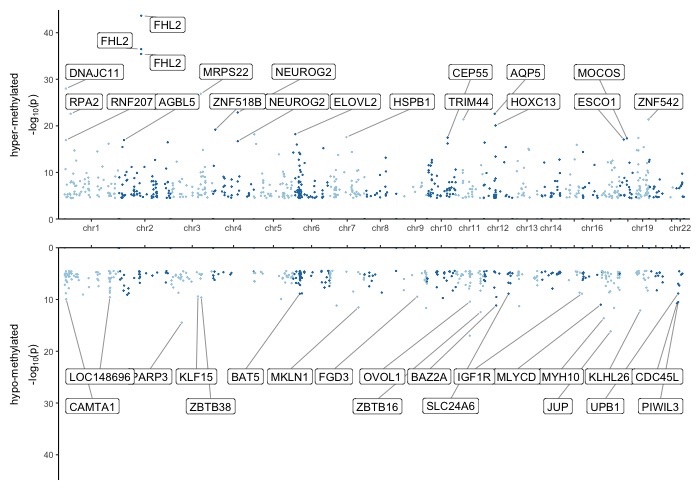 hyper-methylated
-log10(p)
40
30
20
10
0
FHL2
FHL2
FHL2
DNAJC11
MRPS22
NEUROG2
CEP55
AQP5
MOCOS
RPA2
RNF207
AGBL5
ZNF518B
NEUROG2
ELOVL2
HSPB1
TRIM44
HOXC13
ESCO1
ZNF542
chr1
chr2
chr3
chr4
chr5
chr6
chr7
chr8
chr9
chr10
chr11
chr12
chr13
chr14
chr16
chr19
chr22
hypo-methylated
-log10(p)
0
10
20
30
40
LOC148696
PARP3
KLF15
BAT5
MKLN1
FGD3
OVOL1
BAZ2A
IGF1R
MLYCD
MYH10
KLHL26
CDC45L
CAMTA1
ZBTB38
ZBTB16
SLC24A6
JUP
UPB1
PIWIL3